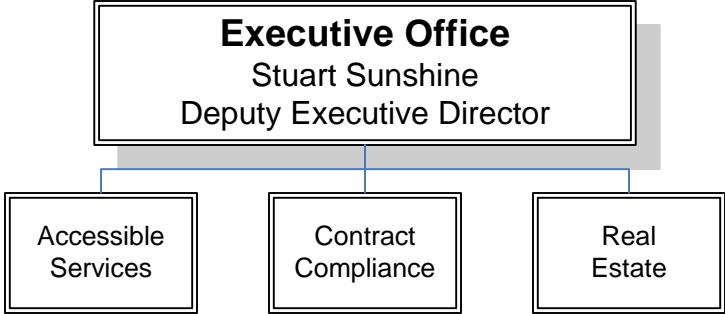 Executive Office
Stuart Sunshine
Deputy Executive Director
Accessible
Services
Contract
Compliance
Real
Estate